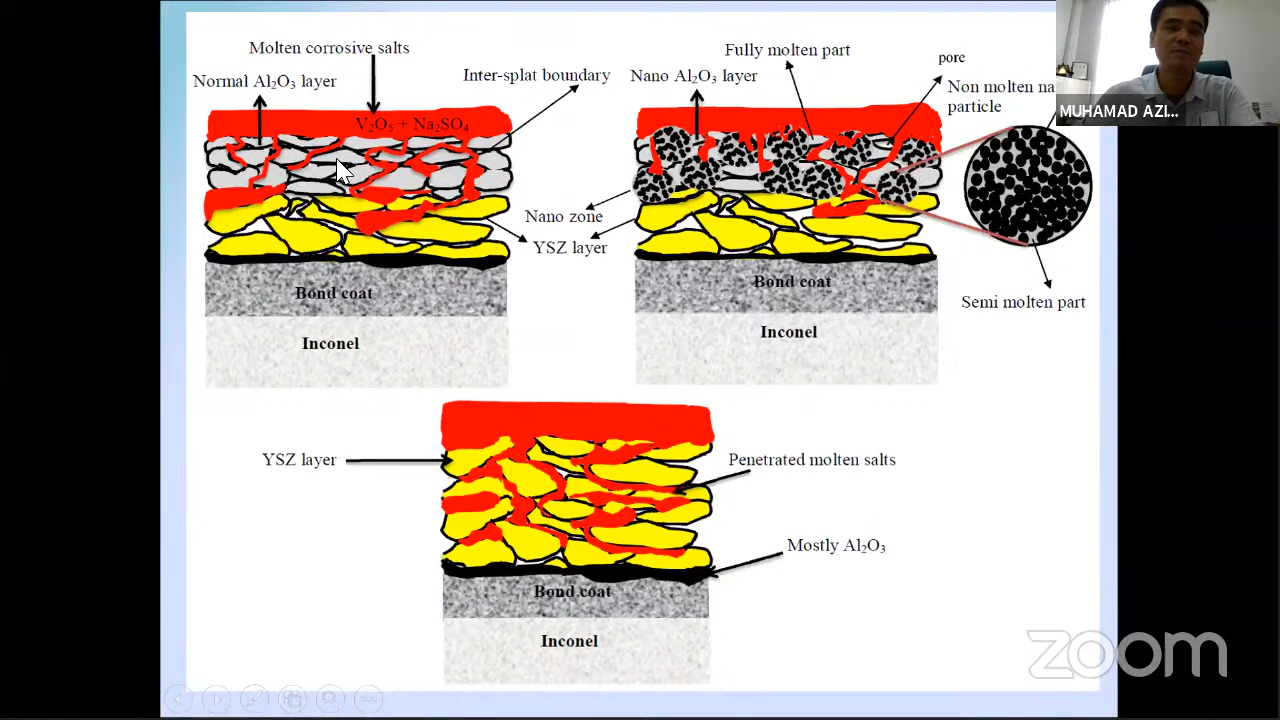 Molten corrosive salts
Normal Al₂O₃ layer
V₂O₅ + Na₂SO₄
Inter-splat boundary
Nano Al₂O₃ layer
Fully molten part
pore
Non molten na
particle
MUHAMAD AZI...
Nano zone
YSZ layer
Bond coat
Inconel
Bond coat
Inconel
Semi molten part
YSZ layer
Penetrated molten salts
Mostly Al₂O₃
Bond coat
Inconel
zoom